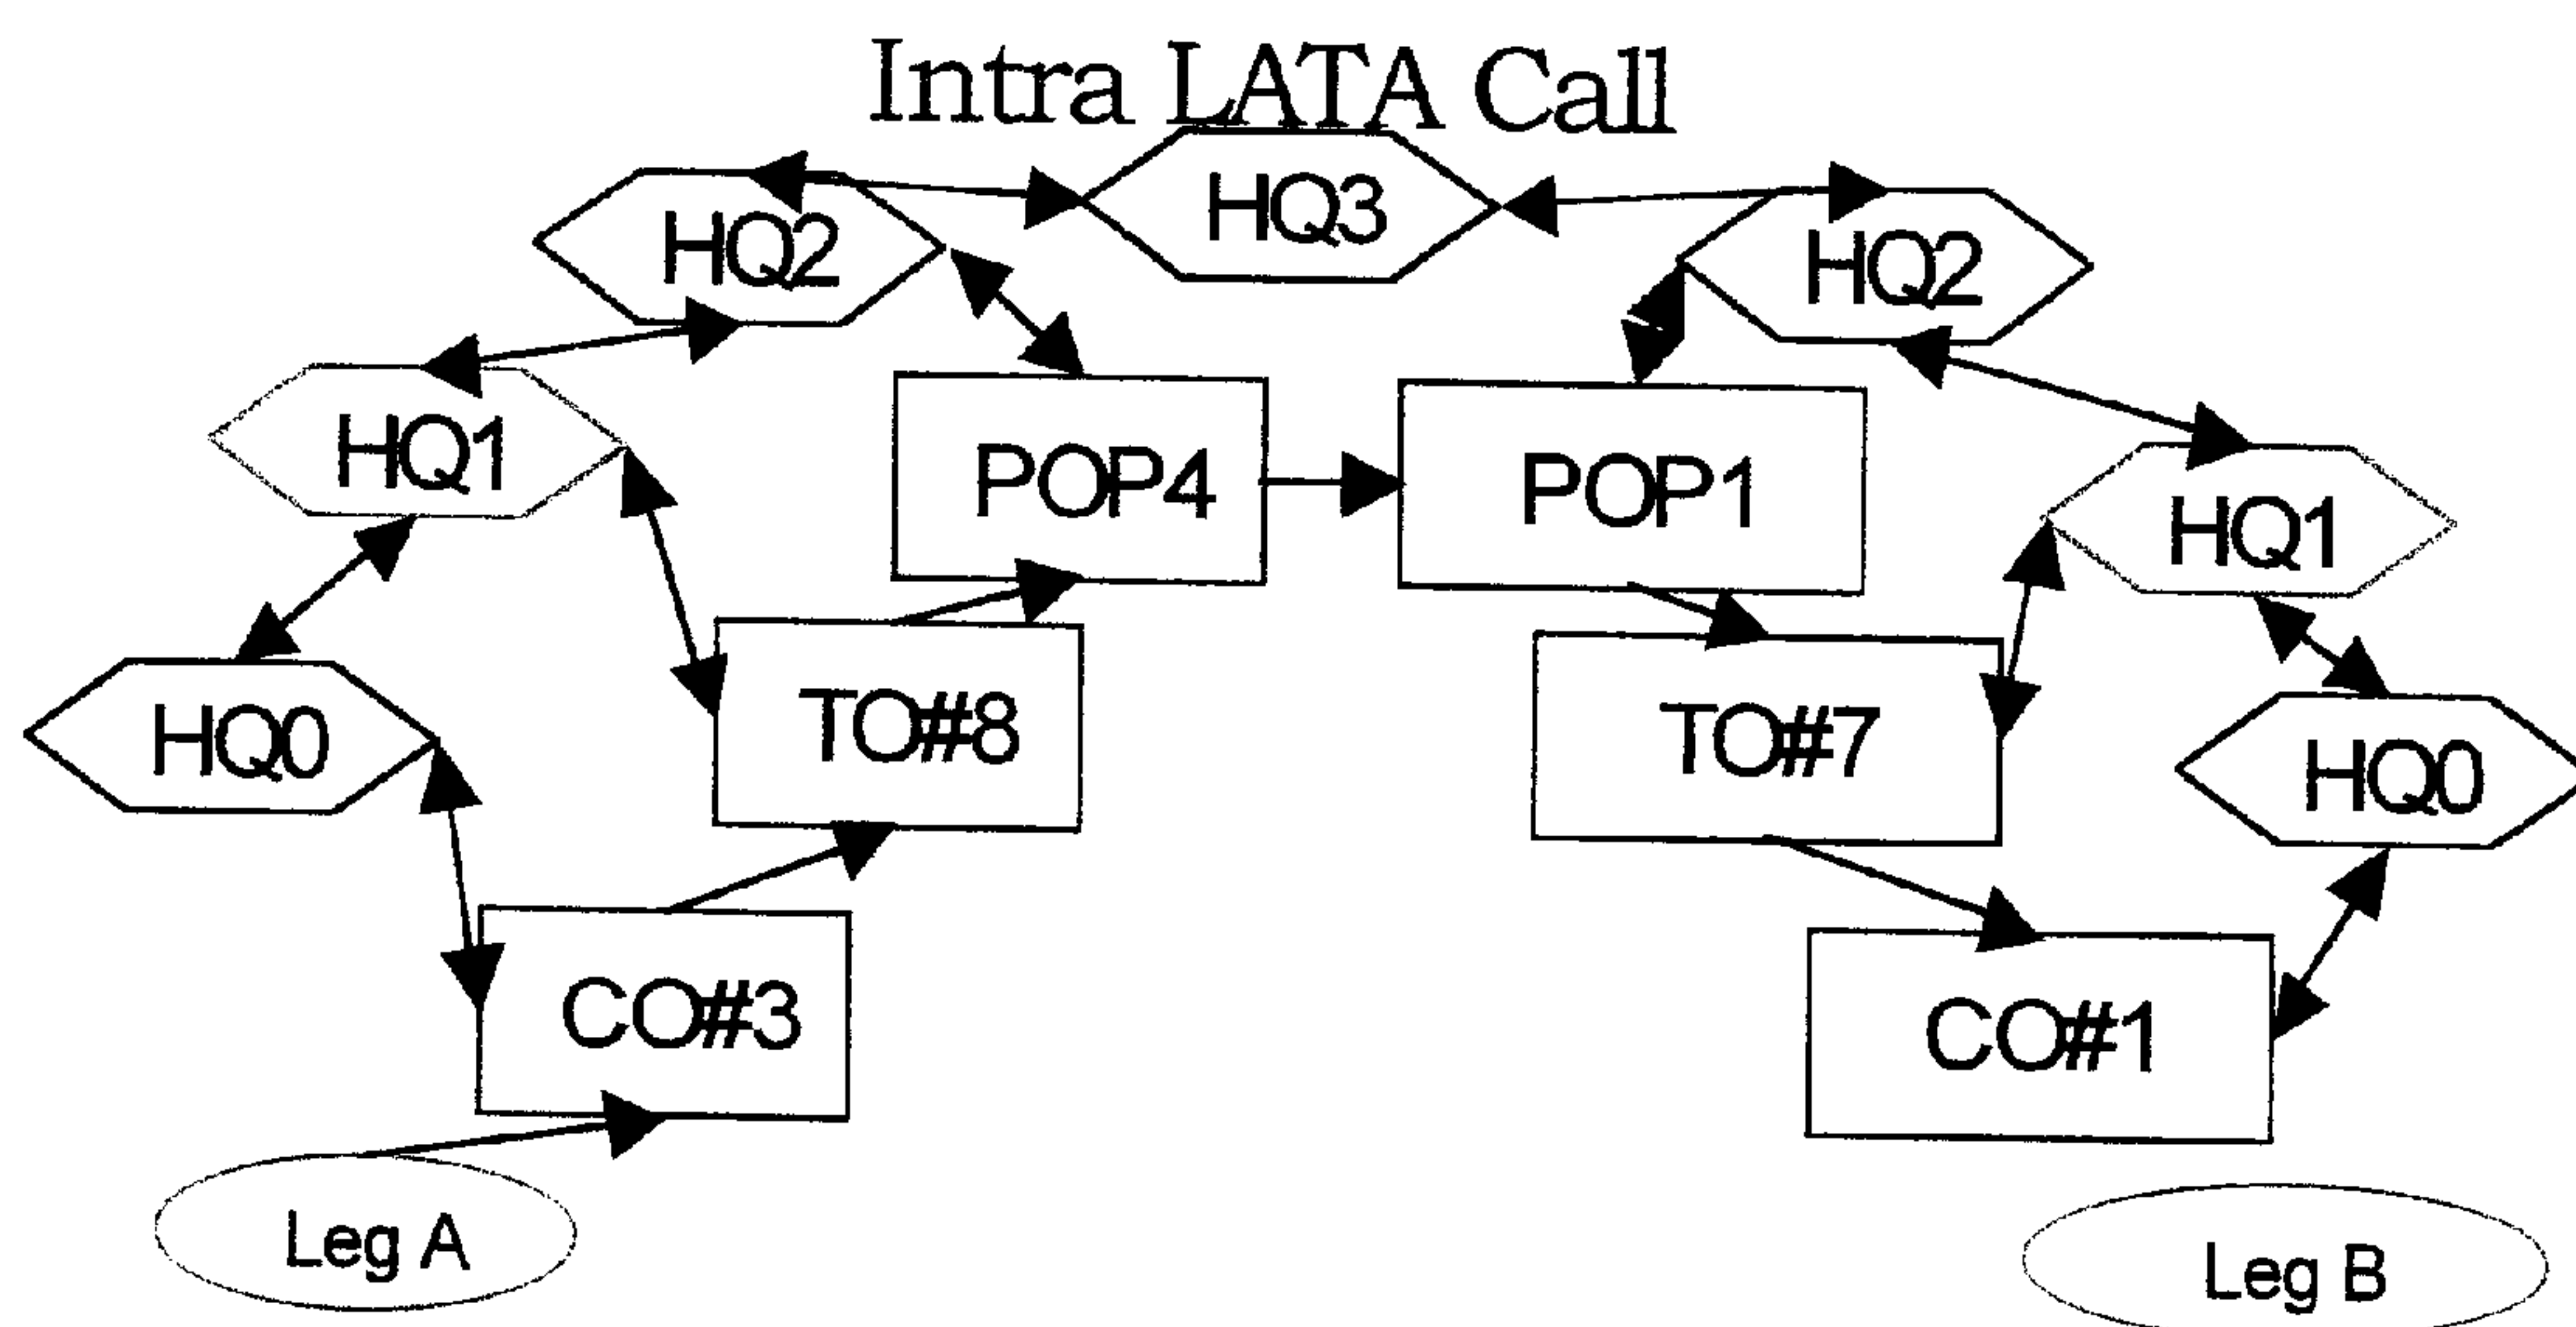 Intra LATA Call
HQ3
HQ2
HQ2
HQ1
POP4
POP1
HQ1
HQ0
TO#8
TO#7
HQ0
CO#3
CO#1
Leg A
Leg B